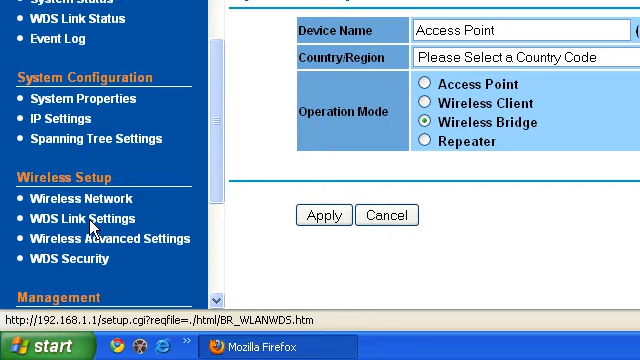 WDS Link Status
Event Log
System Configuration
System Properties
IP Settings
Spanning Tree Settings
Wireless Setup
Wireless Network
WDS Link Settings
Wireless Advanced Settings
WDS Security
Management
Device Name
Access Point
(
Country/Region
Please Select a Country Code
Operation Mode
Access Point
Wireless Client
Wireless Bridge
Repeater
Apply
Cancel
http://192.168.1.1/setup.cgi?reqfile=./html/BR_WLANWDS.htm
start
»
Mozilla Firefox